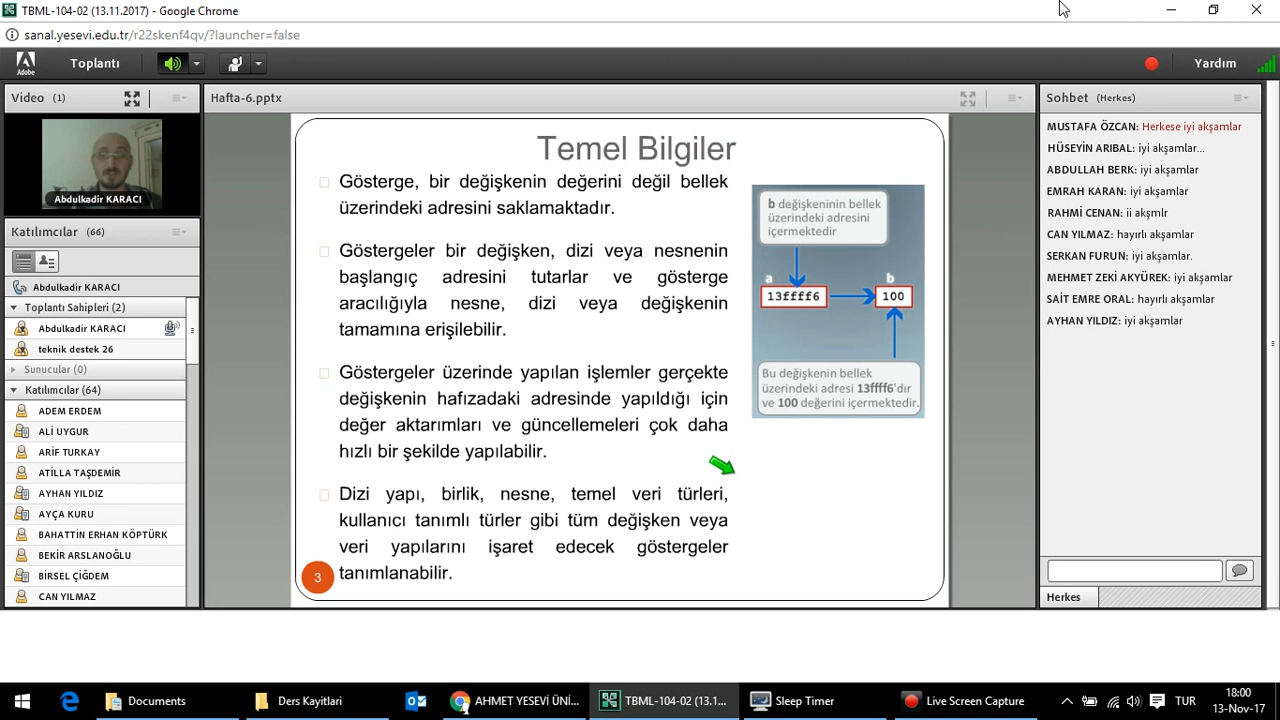 TBML-104-02 (13.11.2017) - Google Chrome
sanal.yesevi.edu.tr/r22skenf4qv/?launcher=false
Adobe
Toplantı
Yardım
Video (1)
Abdulkadir KARACI
Katılımcılar (66)
Abdulkadir KARACI
Toplantı Sahipleri (2)
Abdulkadir KARACI
teknik destek 26
Sunucular (0)
Katılımcılar (64)
ADEM ERDEM
ALİ UYGUR
ARİF TURKAY
ATİLLA TAŞDEMİR
AYHAN YILDIZ
AYÇA KURU
BAHATTİN ERHAN KÖPTÜRK
BEKİR ARSLANOĞLU
BİRSEL ÇİĞDEM
CAN YILMAZ
Hafta-6.pptx
Temel Bilgiler
Gösterge, bir değişkenin değerini değil bellek
üzerindeki adresini saklamaktadır.
Göstergeler bir değişken, dizi veya nesnenin
başlangıç adresini tutarlar ve gösterge
aracılığıyla nesne, dizi veya değişkenin
tamamına erişilebilir.
Göstergeler üzerinde yapılan işlemler gerçekte
değişkenin hafızadaki adresinde yapıldığı için
değer aktarımları ve güncellemeleri çok daha
hızlı bir şekilde yapılabilir.
Dizi yapı, birlik, nesne, temel veri türleri,
kullanıcı tanımlı türler gibi tüm değişken veya
veri yapılarını işaret edecek göstergeler
tanımlanabilir.
3
b değişkeninin bellek
üzerindeki adresini
içermektedir
a
b
13ffff6
100
Bu değişkenin bellek
üzerindeki adresi 13ffff6'dır
ve 100 değerini içermektedir.
Sohbet (Herkes)
MUSTAFA ÖZCAN: Herkese iyi akşamlar
HÜSEYİN ARIBAL: iyi akşamlar...
ABDULLAH BERK: iyi akşamlar
EMRAH KARAN: iyi akşamlar
RAHMİ CENAN: ii akşmlr
CAN YILMAZ: hayırlı akşamlar
SERKAN FURUN: iyi akşamlar.
MEHMET ZEKİ AKYÜREK: iyi akşamlar
SAİT EMRE ORAL: hayırlı akşamlar
AYHAN YILDIZ: iyi akşamlar
Herkes
Documents
Ders Kayitlari
AHMET YESEVİ ÜNİ...
TBML-104-02 (13.1...
Sleep Timer
Live Screen Capture
TUR
18:00
13-Nov-17